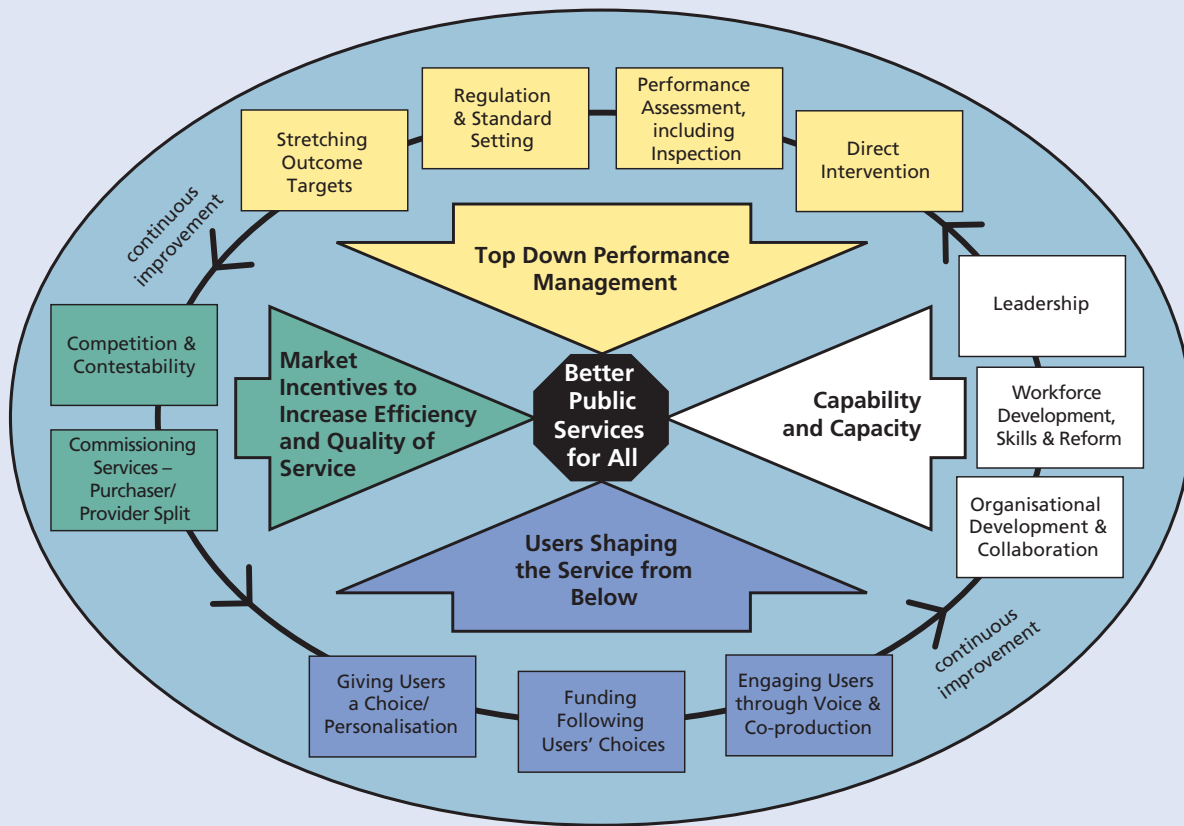 Regulation
& Standard
Setting
Performance
Assessment,
including
Inspection
Stretching
Outcome
Targets
Direct
Intervention
continuous
improvement
Top Down Performance
Management
Leadership
Competition &
Contestability
Market
Incentives to
Increase Efficiency
and Quality of
Service
Better
Public
Services
for All
Capability
and Capacity
Workforce
Development,
Skills & Reform
Commissioning
Services –
Purchaser/
Provider Split
Organisational
Development &
Collaboration
Users Shaping
the Service from
Below
continuous
improvement
Giving Users
a Choice/
Personalisation
Funding
Following
Users’ Choices
Engaging Users
through Voice &
Co-production